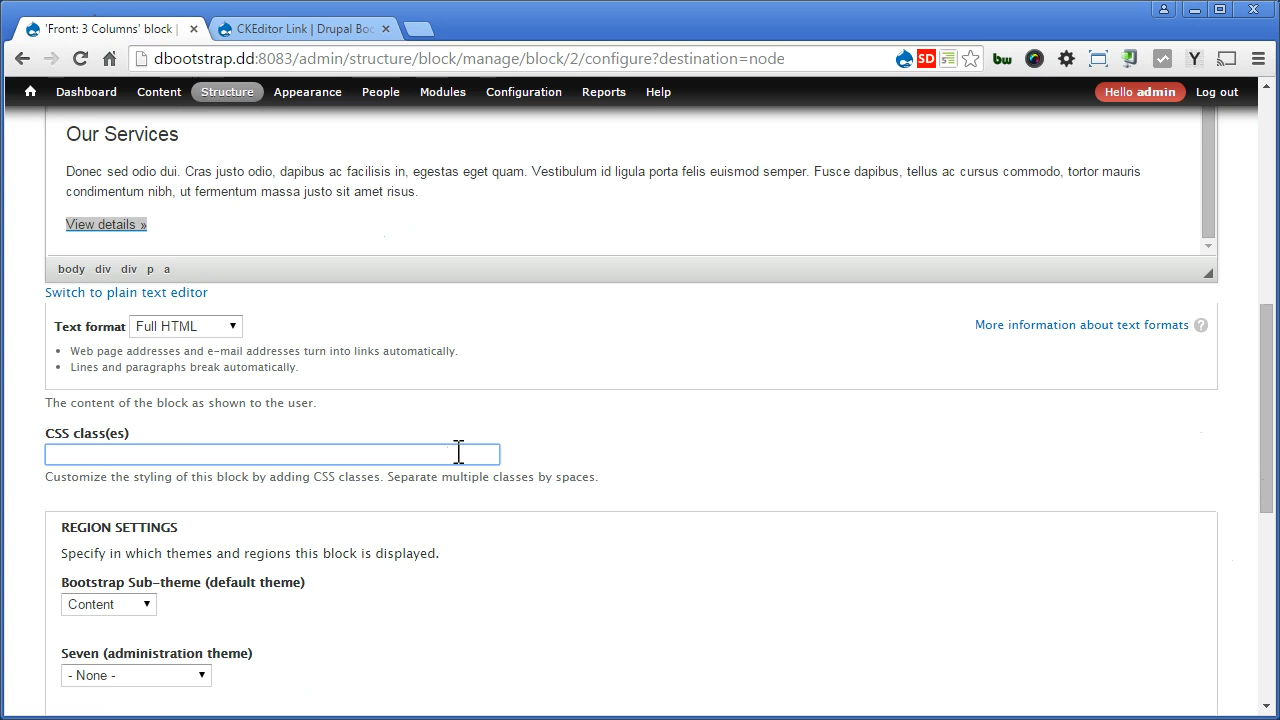 'Front: 3 Columns' block |
CKEditor Link | Drupal Boo
dbootstrap.dd:8083/admin/structure/block/manage/block/2/configure?destination=node
SD
bw
Y
Dashboard Content Structure Appearance People Modules Configuration Reports Help Hello admin Log out
Our Services
Donec sed odio dui. Cras justo odio, dapibus ac facilisis in, egestas eget quam. Vestibulum id ligula porta felis euismod semper. Fusce dapibus, tellus ac cursus commodo, tortor mauris
condimentum nibh, ut fermentum massa justo sit amet risus.
View details »
body div div p a
Switch to plain text editor
Text format Full HTML
More information about text formats ?
Web page addresses and e-mail addresses turn into links automatically.
Lines and paragraphs break automatically.
The content of the block as shown to the user.
CSS class(es)
Customize the styling of this block by adding CSS classes. Separate multiple classes by spaces.
REGION SETTINGS
Specify in which themes and regions this block is displayed.
Bootstrap Sub-theme (default theme)
Content
Seven (administration theme)
- None -